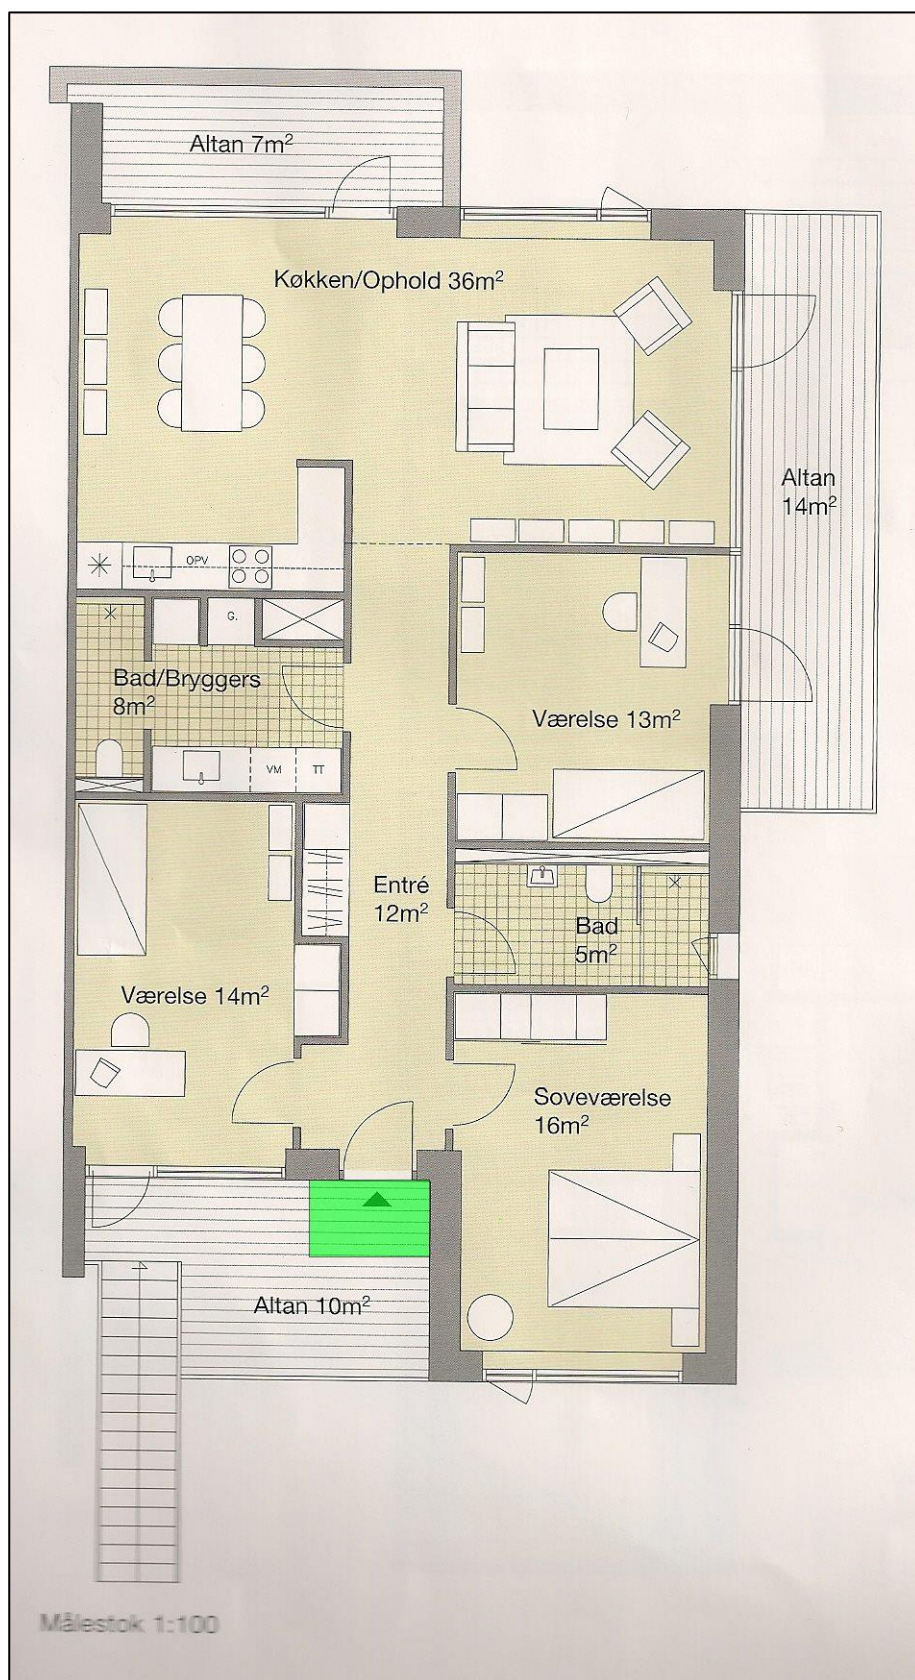 Altan 7m²
Køkken/Ophold 36m²
Altan
14m²
OPV
G.
Bad/Bryggers
8m²
Værelse 13m²
VM
TT
Entré
12m²
Bad
5m²
Værelse 14m²
Soveværelse
16m²
Altan 10m²
Målestok 1:100